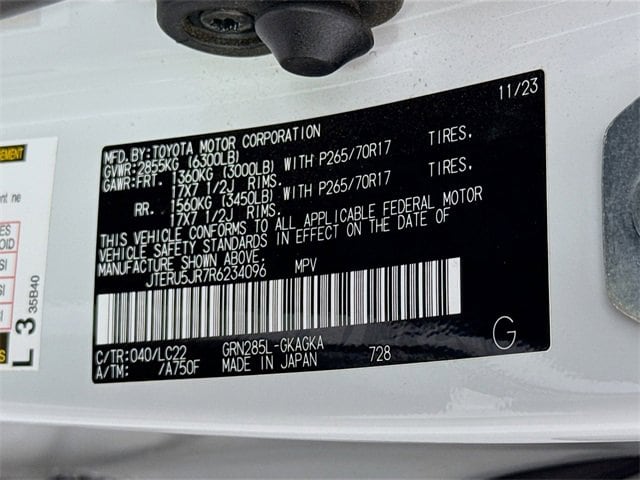 11/23
MFD.BY:TOYOTA MOTOR CORPORATION
GVWR:2855KG (6300LB)
GAWR:FRT. 1360KG (3000LB) WITH P265/70R17 TIRES,
17X7 1/2J RIMS.
RR. 1560KG (3450LB) WITH P265/70R17 TIRES,
17X7 1/2J RIMS.
THIS VEHICLE CONFORMS TO ALL APPLICABLE FEDERAL MOTOR
VEHICLE SAFETY STANDARDS IN EFFECT ON THE DATE OF
MANUFACTURE SHOWN ABOVE.
JTERU5JR7R6234096 MPV
C/TR:040/LC22 GRN285L-GKAGKA 728
A/TM: /A750F MADE IN JAPAN
G
L 3 35B40